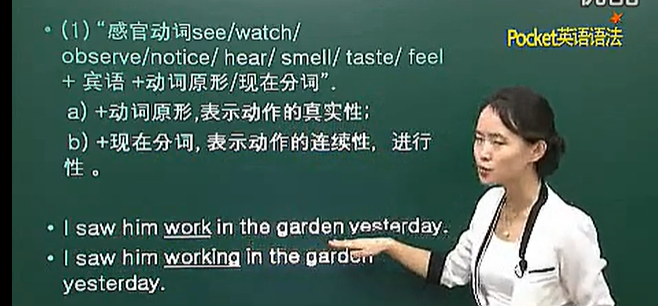 Pocket英语语法
• (1) “感官动词see/watch/
observe/notice/ hear/ smell/ taste/ feel
+ 宾语 +动词原形/现在分词”.
a) +动词原形,表示动作的真实性;
b) +现在分词, 表示动作的连续性, 进行
性 。
• I saw him work in the garden yesterday.
• I saw him working in the garden
yesterday.